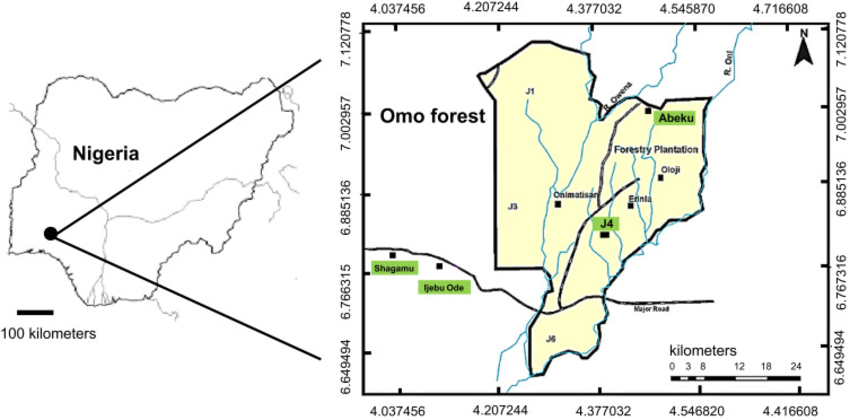 4.037456 4.207244 4.377032 4.545870 4.716608
7.120778 7.120778
N
R. Oni
R. Owena
J1
Omo forest
7.002957 7.002957
Abeku
Nigeria
Forestry Plantation
Oloji
6.885136 6.885136
Onimatisan
Erinla
J3
J4
Shagamu
Ijebu Ode
6.766315 6.767316
Major Road
100 kilometers
J6
kilometers
0 3 6 12 18 24
6.649494 6.649494
4.037456 4.207244 4.377032 4.546820 4.416608